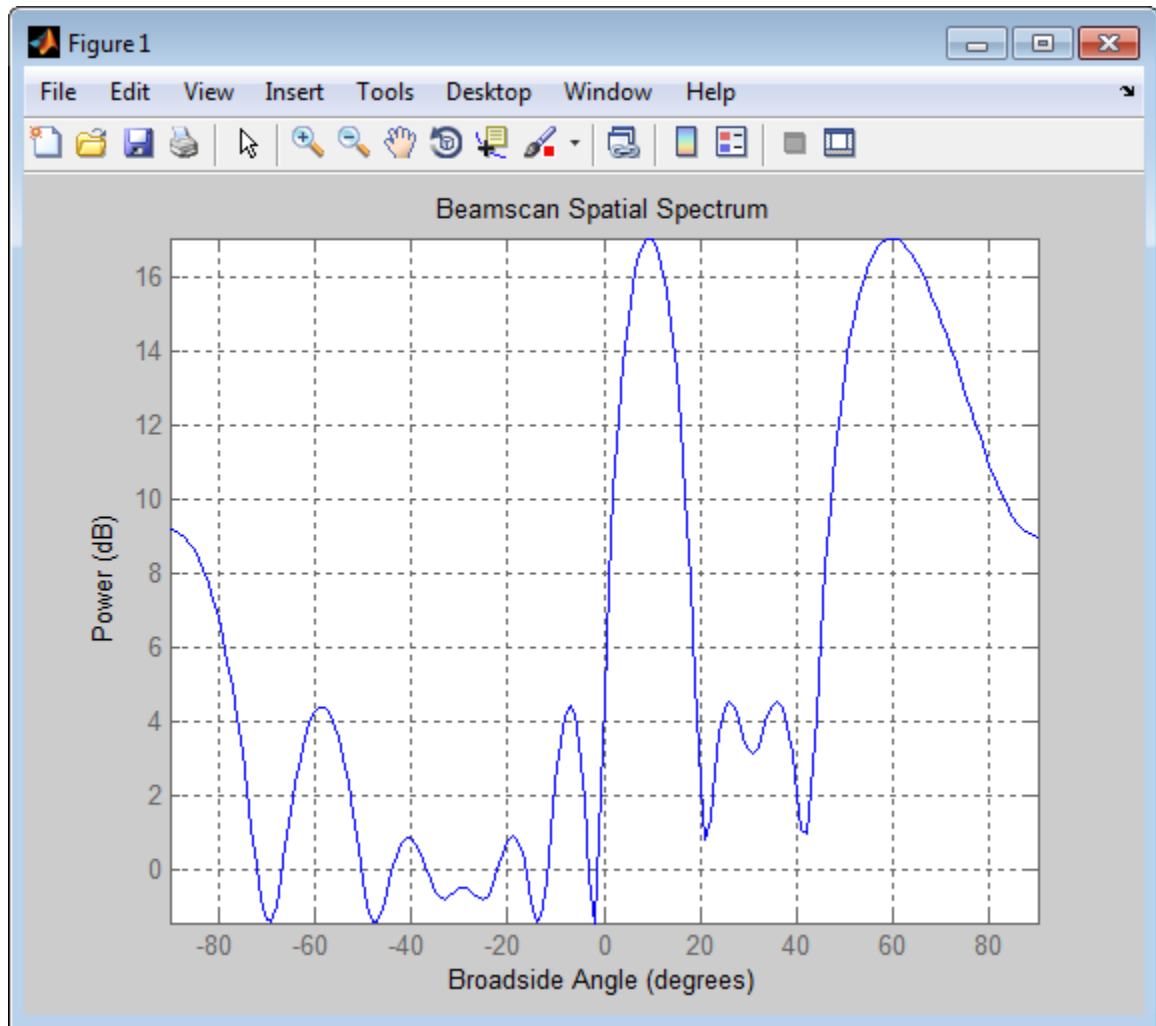 Figure 1
File Edit View Insert Tools Desktop Window Help
Beamscan Spatial Spectrum
16
14
12
10
8
6
4
2
0
Power (dB)
-80 -60 -40 -20 0 20 40 60 80
Broadside Angle (degrees)